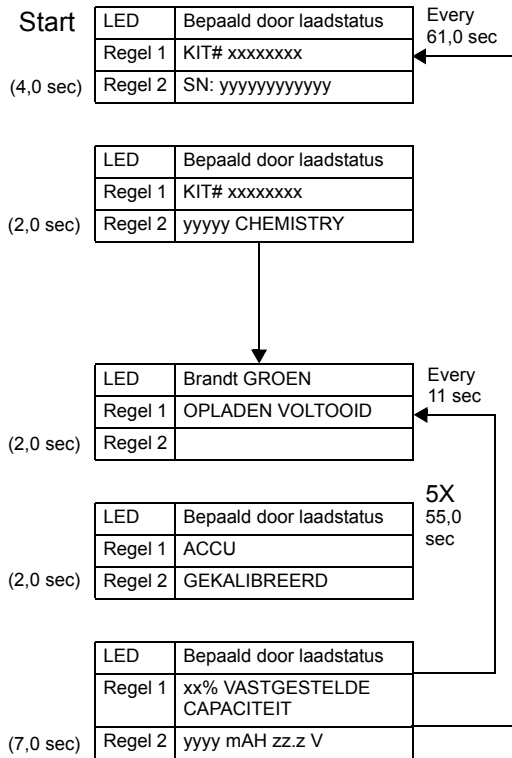 Start
LED Bepaald door laadstatus
Every
61,0 sec
Regel 1 KIT# xxxxxxxx
(4,0 sec) Regel 2 SN: yyyyyyyyyyyy
LED Bepaald door laadstatus
Regel 1 KIT# xxxxxxxx
(2,0 sec) Regel 2 yyyyy CHEMISTRY
LED Brandt GROEN
Every
11 sec
Regel 1 OPLADEN VOLTOOID
(2,0 sec) Regel 2
5X
55,0
sec
LED Bepaald door laadstatus
Regel 1 ACCU
(2,0 sec) Regel 2 GEKALIBREERD
LED Bepaald door laadstatus
Regel 1 xx% VASTGESTELDE
CAPACITEIT
(7,0 sec) Regel 2 yyyy mAH zz.z V